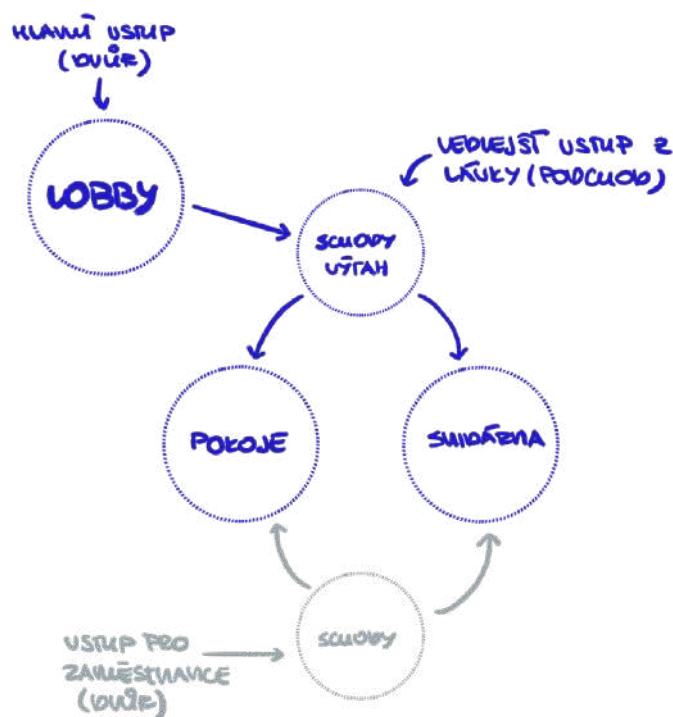 HLAVNÍ VSTUP
(DVŮR)
LOBBY
VEDLEJŠÍ VSTUP Z
LÁVKY (PODCHOD)
SCHODY
VÝTAH
POKOJE
SNÍDÁRNA
SCHODY
VSTUP PRO
ZAMĚSTNANCE
(DVŮR)